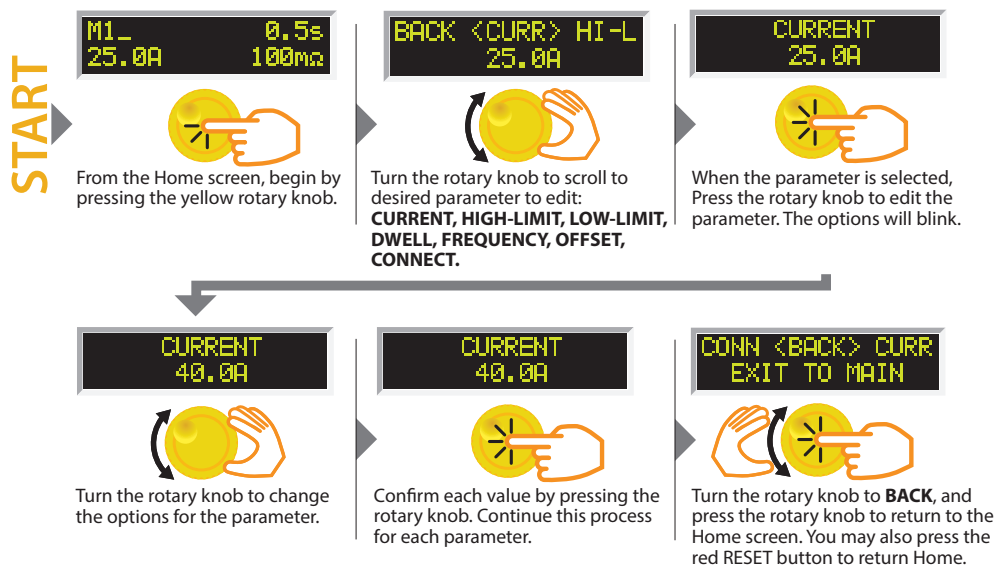 START
M1_ 0.5s
25.0A 100mΩ
From the Home screen, begin by
pressing the yellow rotary knob.
BACK <CURR> HI-L
25.0A
Turn the rotary knob to scroll to
desired parameter to edit:
CURRENT, HIGH-LIMIT, LOW-LIMIT,
DWELL, FREQUENCY, OFFSET,
CONNECT.
CURRENT
25.0A
When the parameter is selected,
Press the rotary knob to edit the
parameter. The options will blink.
CURRENT
40.0A
Turn the rotary knob to change
the options for the parameter.
CURRENT
40.0A
Confirm each value by pressing the
rotary knob. Continue this process
for each parameter.
CONN <BACK> CURR
EXIT TO MAIN
Turn the rotary knob to BACK, and
press the rotary knob to return to the
Home screen. You may also press the
red RESET button to return Home.